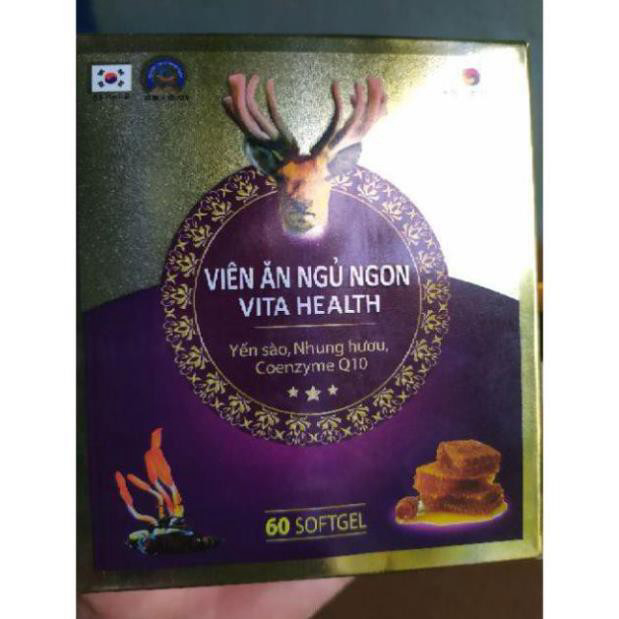 VIÊN ĂN NGỦ NGON
VITA HEALTH
Yến sào, Nhung hươu,
Coenzyme Q10
60 SOFTGEL